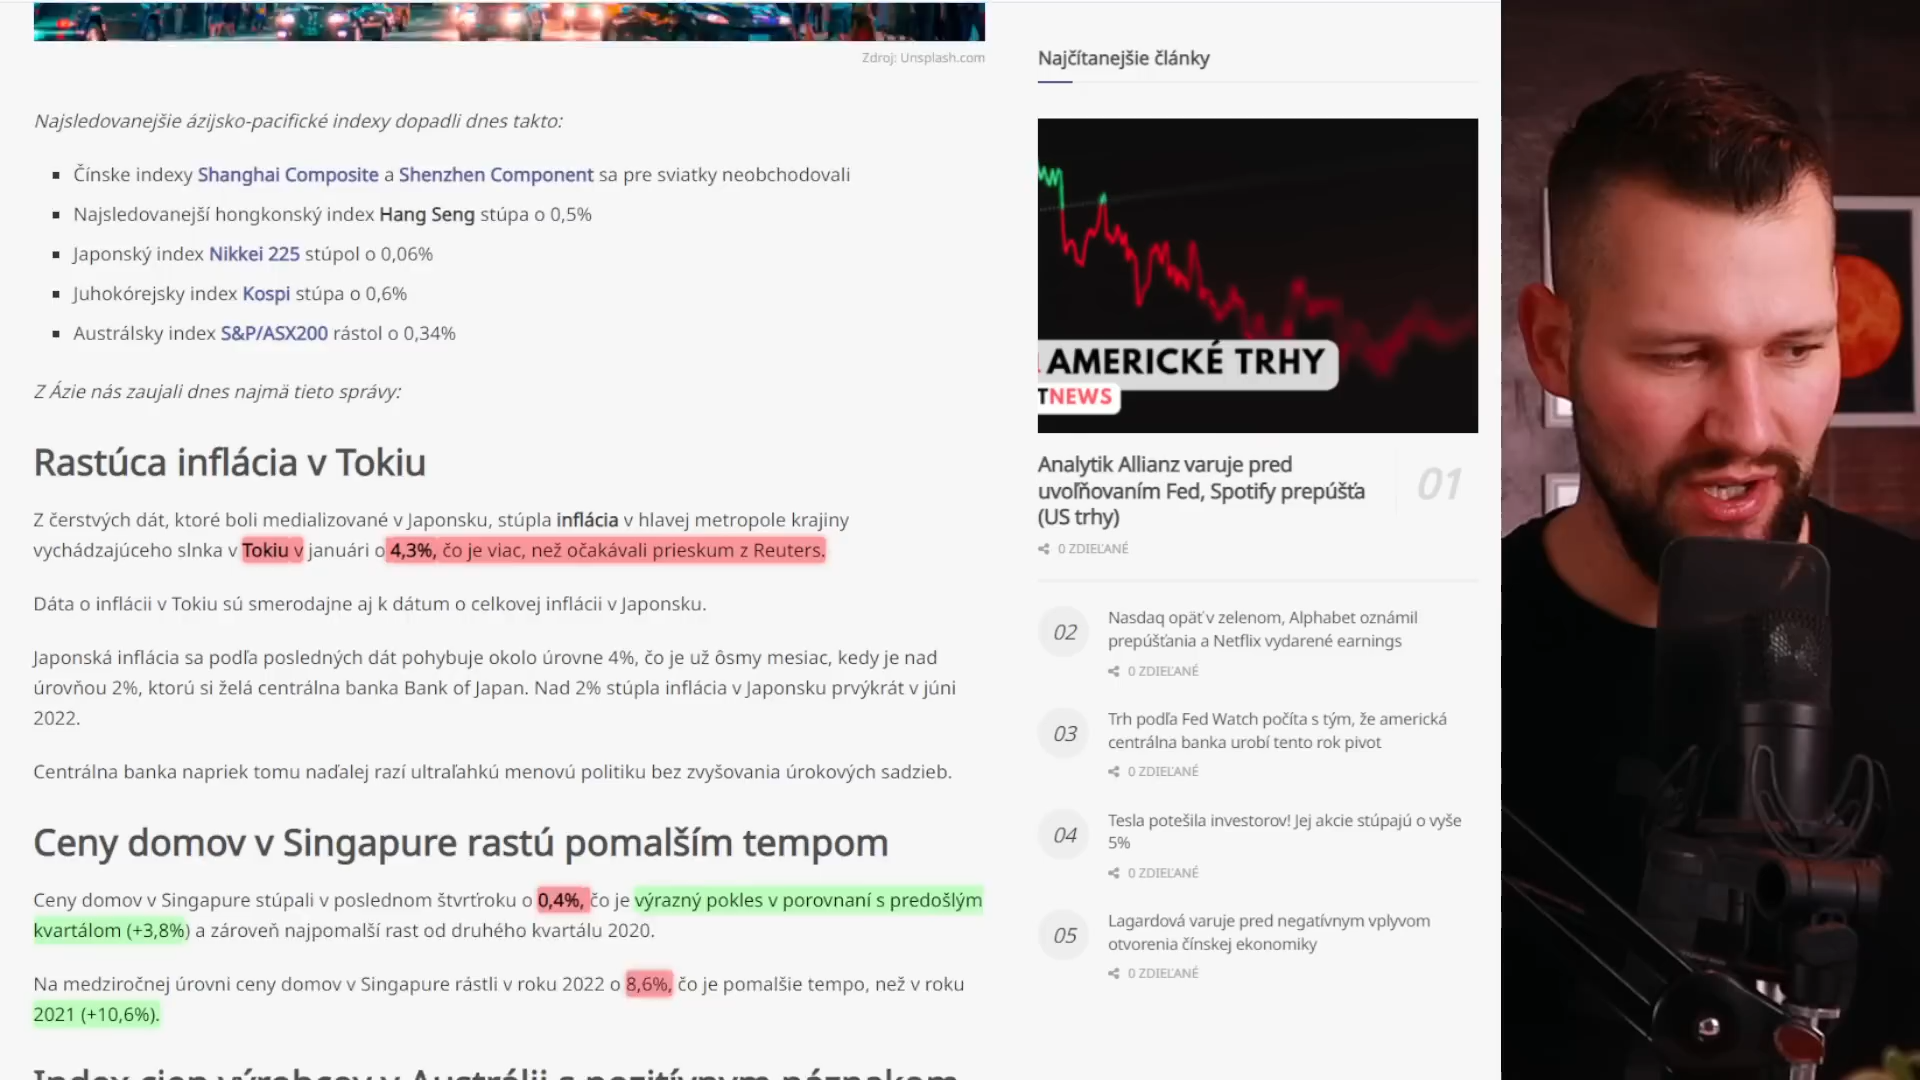 Zdroj: Unsplash.com
Najsledovanejšie ázijsko-pacifické indexy dopadli dnes takto:
Čínske indexy Shanghai Composite a Shenzhen Component sa pre sviatky neobchodovali
Najsledovanejší hongkonský index Hang Seng stúpa o 0,5%
Japonský index Nikkei 225 stúpol o 0,06%
Juhokórejsky index Kospi stúpa o 0,6%
Austrálsky index S&P/ASX200 rástol o 0,34%
Z Ázie nás zaujali dnes najmä tieto správy:
Rastúca inflácia v Tokiu
Z čerstvých dát, ktoré boli medializované v Japonsku, stúpla inflácia v hlavej metropole krajiny
vychádzajúceho slnka v Tokiu v januári o 4,3%, čo je viac, než očakávali prieskum z Reuters.
Dáta o inflácii v Tokiu sú smerodajne aj k dátum o celkovej inflácii v Japonsku.
Japonská inflácia sa podľa posledných dát pohybuje okolo úrovne 4%, čo je už ôsmy mesiac, kedy je nad
úrovňou 2%, ktorú si želá centrálna banka Bank of Japan. Nad 2% stúpla inflácia v Japonsku prvýkrát v júni
2022.
Centrálna banka napriek tomu naďalej razí ultraľahkú menovú politiku bez zvyšovania úrokových sadzieb.
Ceny domov v Singapure rastú pomalším tempom
Ceny domov v Singapure stúpali v poslednom štvrťroku o 0,4%, čo je výrazný pokles v porovnaní s predošlým
kvartálom (+3,8%) a zároveň najpomalší rast od druhého kvartálu 2020.
Na medziročnej úrovni ceny domov v Singapure rástli v roku 2022 o 8,6%, čo je pomalšie tempo, než v roku
2021 (+10,6%).
Index cien výrobcov v Austrálii s pozitívnym náznakom
Najčítanejšie články
AMERICKÉ TRHY
TNEWS
Analytik Allianz varuje pred
uvoľňovaním Fed, Spotify prepúšťa
(US trhy)
01
0 ZDIEĽANÉ
02
Nasdaq opäť v zelenom, Alphabet oznámil
prepúšťania a Netflix vydarené earnings
0 ZDIEĽANÉ
03
Trh podľa Fed Watch počíta s tým, že americká
centrálna banka urobí tento rok pivot
0 ZDIEĽANÉ
04
Tesla potešila investorov! Jej akcie stúpajú o vyše
5%
0 ZDIEĽANÉ
05
Lagardová varuje pred negatívnym vplyvom
otvorenia čínskej ekonomiky
0 ZDIEĽANÉ